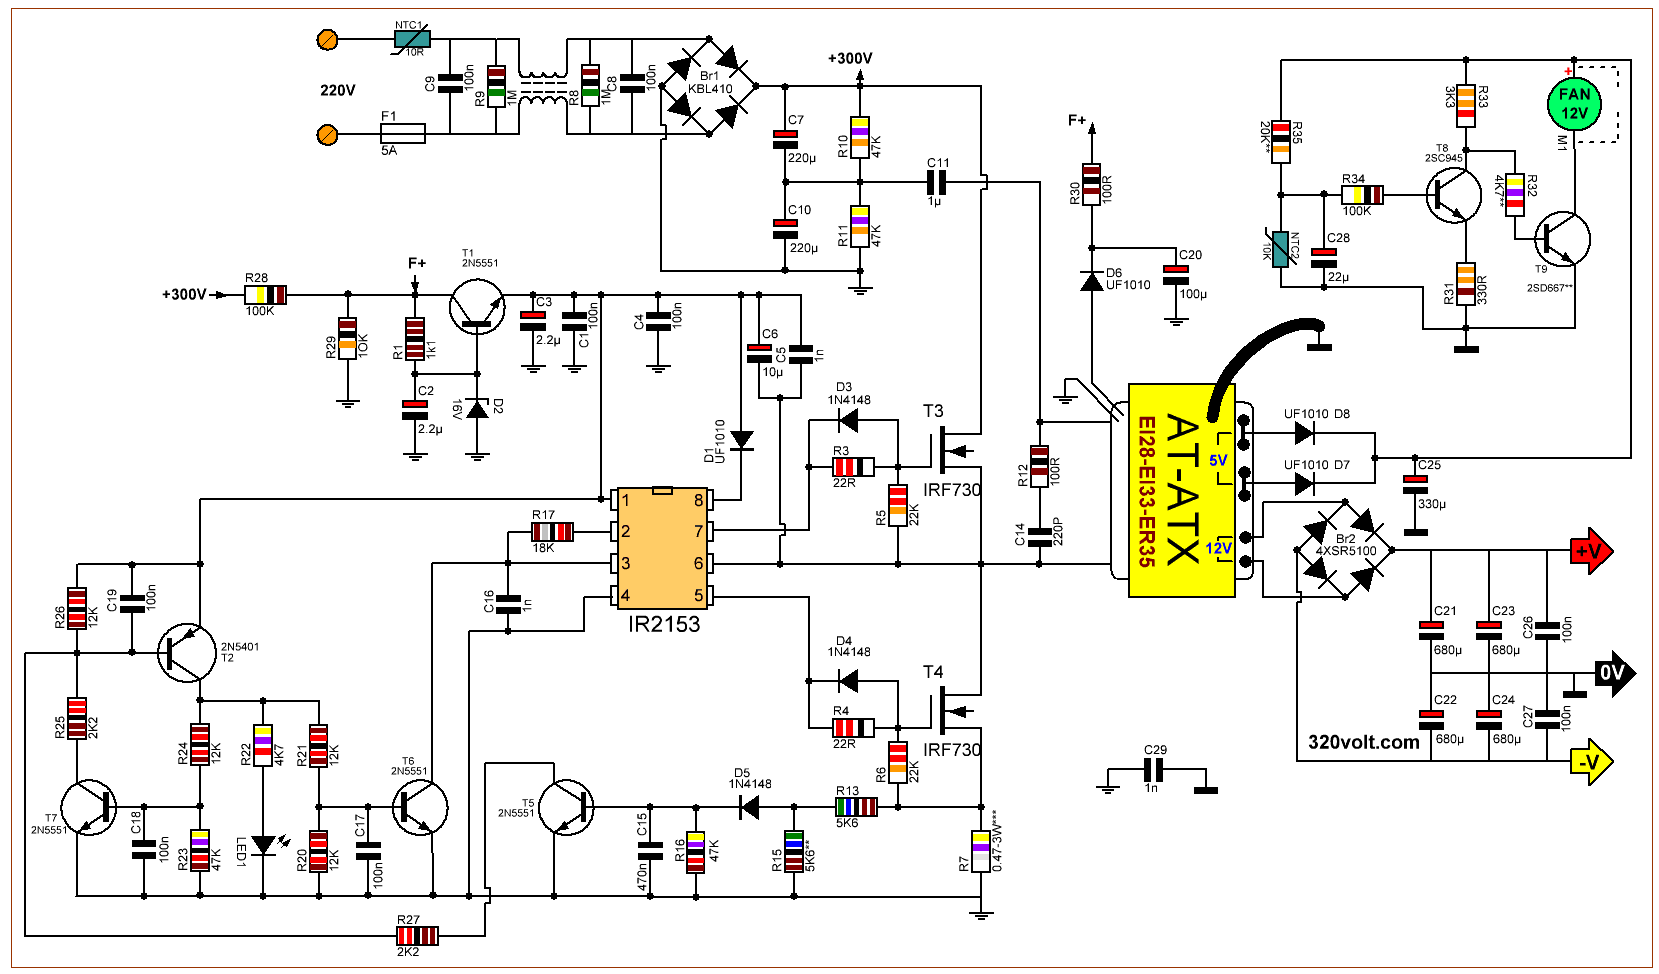 NTC1
10R
C9
100n
R9
1M
R8
1M
C8
100n
Br1
KBL410
220V
F1
5A
+300V
C7
220µ
R10
47K
C11
1µ
C10
220µ
R11
47K
F+
R30
100R
C20
100µ
D6
UF1010
R35
20K**
R33
3K3
FAN
12V
+
M1
T8
2SC945
R34
100K
R32
4K7**
NTC2
10K
C28
22µ
T9
2SD667**
R31
330R
+300V
R28
100K
F+
T1
2N5551
R29
1OK
R1
1k1
C2
2.2µ
D2
16V
C3
2.2µ
C1
100n
C4
100n
C6
10µ
C5
1n
D1
UF1010
D3
1N4148
R3
22R
R5
22K
T3
IRF730
R12
100R
C14
220P
AT-ATX
EI28-EI33-ER35
5V
12V
UF1010 D8
UF1010 D7
C25
330µ
Br2
4XSR5100
+V
0V
-V
C21
680µ
C23
680µ
C26
100n
C22
680µ
C24
680µ
C27
100n
320volt.com
R17
18K
1
2
3
4
8
7
6
5
IR2153
C16
1n
R26
12K
C19
100n
2N5401
T2
R25
2K2
R24
12K
R22
4K7
R21
12K
T7
2N5551
C18
100n
R23
47K
LED1
R20
12K
C17
100n
T6
2N5551
T5
2N5551
D4
1N4148
R4
22R
T4
IRF730
R6
22K
D5
1N4148
R13
5K6
C15
470n
R16
47K
R15
5K6**
R7
0.47-3W***
C29
1n
R27
2K2